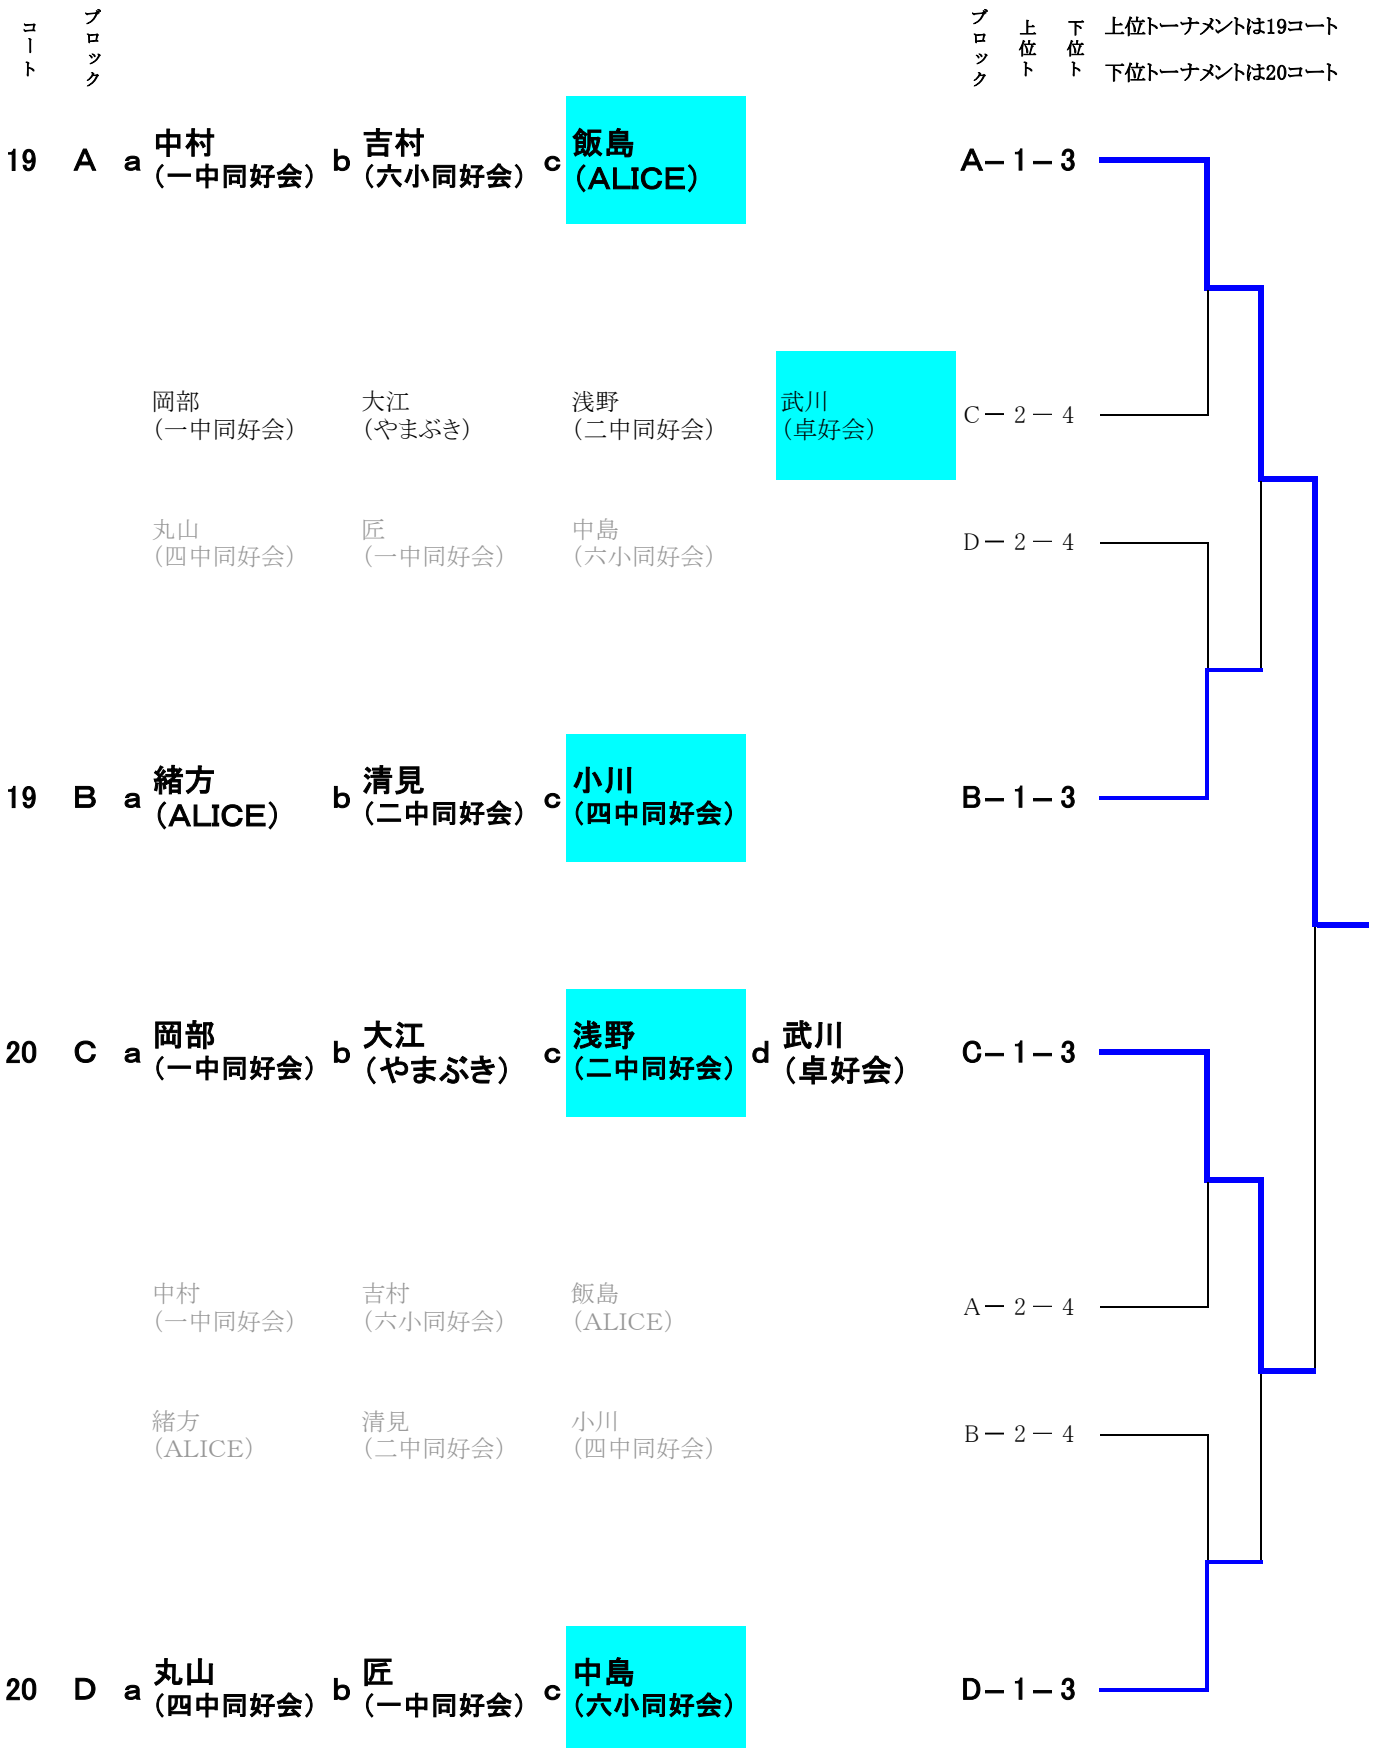 コート ブロック ブロック 上位ト 下位ト 上位トーナメントは19コート
下位トーナメントは20コート
19 A a 中村 b 吉村 c 飯島 A－1－3
（一中同好会） （六小同好会） （ALICE）
岡部 大江 浅野 武川 C－2－4
（一中同好会） （やまぶき） （二中同好会） （卓好会）
丸山 匠 中島 D－2－4
（四中同好会） （一中同好会） （六小同好会）
19 B a 緒方 b 清見 c 小川 B－1－3
（ALICE） （二中同好会） （四中同好会）
20 C a 岡部 b 大江 c 浅野 d 武川 C－1－3
（一中同好会） （やまぶき） （二中同好会） （卓好会）
中村 吉村 飯島 A－2－4
（一中同好会） （六小同好会） （ALICE）
緒方 清見 小川 B－2－4
（ALICE） （二中同好会） （四中同好会）
20 D a 丸山 b 匠 c 中島 D－1－3
（四中同好会） （一中同好会） （六小同好会）